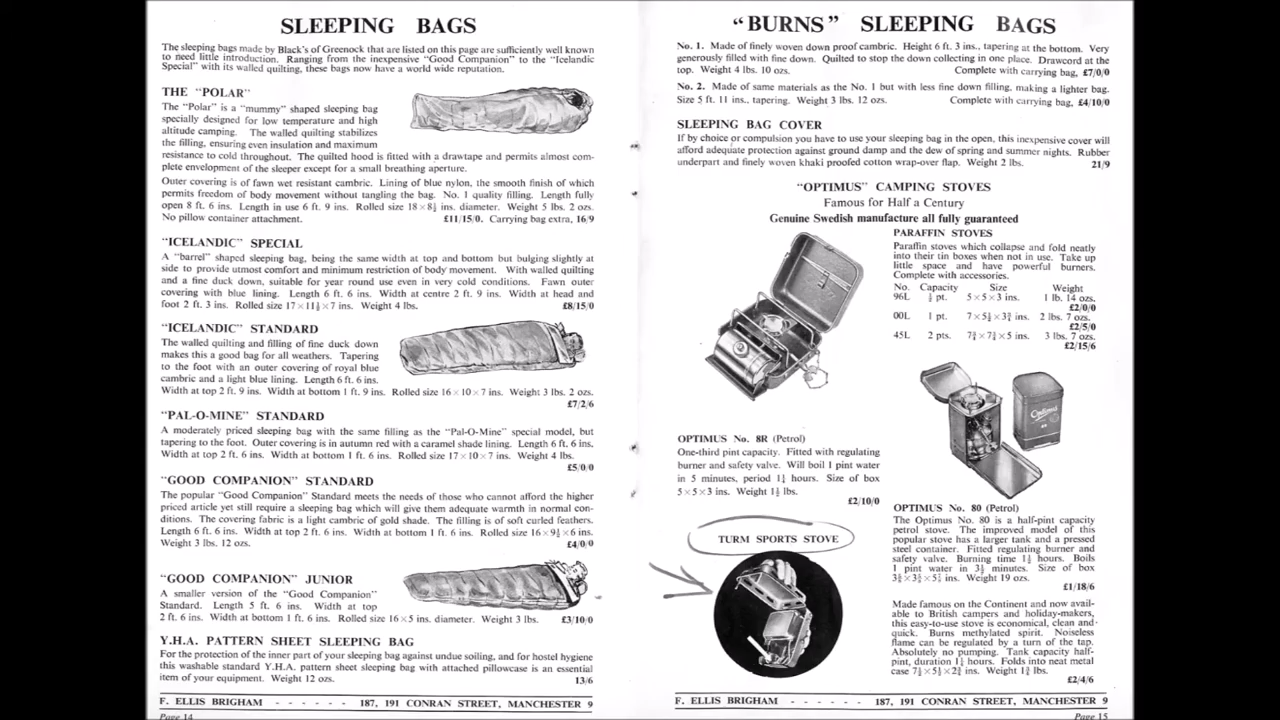 SLEEPING BAGS
The sleeping bags made by Black's of Greenock that are listed on this page are sufficiently well known
to need little introduction. Ranging from the inexpensive "Good Companion" to the "Icelandic
Special" with its walled quilting, these bags now have a world wide reputation.
THE "POLAR"
The "Polar" is a "mummy" shaped sleeping bag
specially designed for low temperature and high
altitude camping. The walled quilting stabilizes
the filling, ensuring even insulation and maximum
resistance to cold throughout. The quilted hood is fitted with a drawtape and permits almost com-
plete envelopment of the sleeper except for a small breathing aperture.
Outer covering is of fawn wet resistant cambric. Lining of blue nylon, the smooth finish of which
permits freedom of body movement without tangling the bag. No. 1 quality filling. Length fully
open 8 ft. 6 ins. Length in use 6 ft. 9 ins. Rolled size 18 × 8½ ins. diameter. Weight 5 lbs. 2 ozs.
No pillow container attachment. £11/15/0. Carrying bag extra, 16/9
"ICELANDIC" SPECIAL
A "barrel" shaped sleeping bag, being the same width at top and bottom but bulging slightly at
side to provide utmost comfort and minimum restriction of body movement. With walled quilting
and a fine duck down, suitable for year round use even in very cold conditions. Fawn outer
covering with blue lining. Length 6 ft. 6 ins. Width at centre 2 ft. 9 ins. Width at head and
foot 2 ft. 3 ins. Rolled size 17 × 11½ × 7 ins. Weight 4 lbs. £8/15/0
"ICELANDIC" STANDARD
The walled quilting and filling of fine duck down
makes this a good bag for all weathers. Tapering
to the foot with an outer covering of royal blue
cambric and a light blue lining. Length 6 ft. 6 ins.
Width at top 2 ft. 9 ins. Width at bottom 1 ft. 9 ins. Rolled size 16 × 10 × 7 ins. Weight 3 lbs. 2 ozs.
£7/2/6
"PAL-O-MINE" STANDARD
A moderately priced sleeping bag with the same filling as the "Pal-O-Mine" special model, but
tapering to the foot. Outer covering is in autumn red with a caramel shade lining. Length 6 ft. 6 ins.
Width at top 2 ft. 6 ins. Width at bottom 1 ft. 6 ins. Rolled size 17 × 10 × 7 ins. Weight 4 lbs.
£5/0/0
"GOOD COMPANION" STANDARD
The popular "Good Companion" Standard meets the needs of those who cannot afford the higher
priced article yet still require a sleeping bag which will give them adequate warmth in normal con-
ditions. The covering fabric is a light cambric of gold shade. The filling is of soft curled feathers.
Length 6 ft. 6 ins. Width at top 2 ft. 6 ins. Width at bottom 1 ft. 6 ins. Rolled size 16 × 9½ × 6 ins.
Weight 3 lbs. 12 ozs. £4/0/0
"GOOD COMPANION" JUNIOR
A smaller version of the "Good Companion"
Standard. Length 5 ft. 6 ins. Width at top
2 ft. 6 ins. Width at bottom 1 ft. 6 ins. Rolled size 16 × 5 ins. diameter. Weight 3 lbs. £3/10/0
Y.H.A. PATTERN SHEET SLEEPING BAG
For the protection of the inner part of your sleeping bag against undue soiling, and for hostel hygiene
this washable standard Y.H.A. pattern sheet sleeping bag with attached pillowcase is an essential
item of your equipment. Weight 12 ozs. 13/6
F. ELLIS BRIGHAM - - - - - - 187, 191 CONRAN STREET, MANCHESTER 9
Page 14
"BURNS" SLEEPING BAGS
No. 1. Made of finely woven down proof cambric. Height 6 ft. 3 ins., tapering at the bottom. Very
generously filled with fine down. Quilted to stop the down collecting in one place. Drawcord at the
top. Weight 4 lbs. 10 ozs. Complete with carrying bag, £7/0/0
No. 2. Made of same materials as the No. 1 but with less fine down filling, making a lighter bag.
Size 5 ft. 11 ins., tapering. Weight 3 lbs. 12 ozs. Complete with carrying bag, £4/10/0
SLEEPING BAG COVER
If by choice or compulsion you have to use your sleeping bag in the open, this inexpensive cover will
afford adequate protection against ground damp and the dew of spring and summer nights. Rubber
underpart and finely woven khaki proofed cotton wrap-over flap. Weight 2 lbs. 21/9
"OPTIMUS" CAMPING STOVES
Famous for Half a Century
Genuine Swedish manufacture all fully guaranteed
PARAFFIN STOVES
Paraffin stoves which collapse and fold neatly
into their tin boxes when not in use. Take up
little space and have powerful burners.
Complete with accessories.
No. Capacity Size Weight
96L ½ pt. 5 × 5 × 3 ins. 1 lb. 14 ozs.
£2/0/0
00L 1 pt. 2 lbs. 7 ozs.
£2/5/0
45L 2 pts. 3 lbs. 7 ozs.
£2/15/6
Optimus
OPTIMUS No. 8R (Petrol)
One-third pint capacity. Fitted with regulating
burner and safety valve. Will boil 1 pint water
in 5 minutes, period 1¼ hours. Size of box
5 × 5 × 3 ins. Weight 1½ lbs.
£2/10/0
OPTIMUS No. 80 (Petrol)
The Optimus No. 80 is a half-pint capacity
petrol stove. The improved model of this
popular stove has a larger tank and a pressed
steel container. Fitted regulating burner and
safety valve. Burning time 1½ hours. Boils
1 pint water in 3½ minutes. Size of box
ins. Weight 19 ozs.
£1/18/6
TURM SPORTS STOVE
Made famous on the Continent and now avail-
able to British campers and holiday-makers,
this easy-to-use stove is economical, clean and
quick. Burns methylated spirit. Noiseless
flame can be regulated by a turn of the tap.
Absolutely no pumping. Tank capacity half-
pint, duration hours. Folds into neat metal
case ins. Weight lbs.
£2/4/6
F. ELLIS BRIGHAM - - - - - - 187, 191 CONRAN STREET, MANCHESTER 9
Page 15